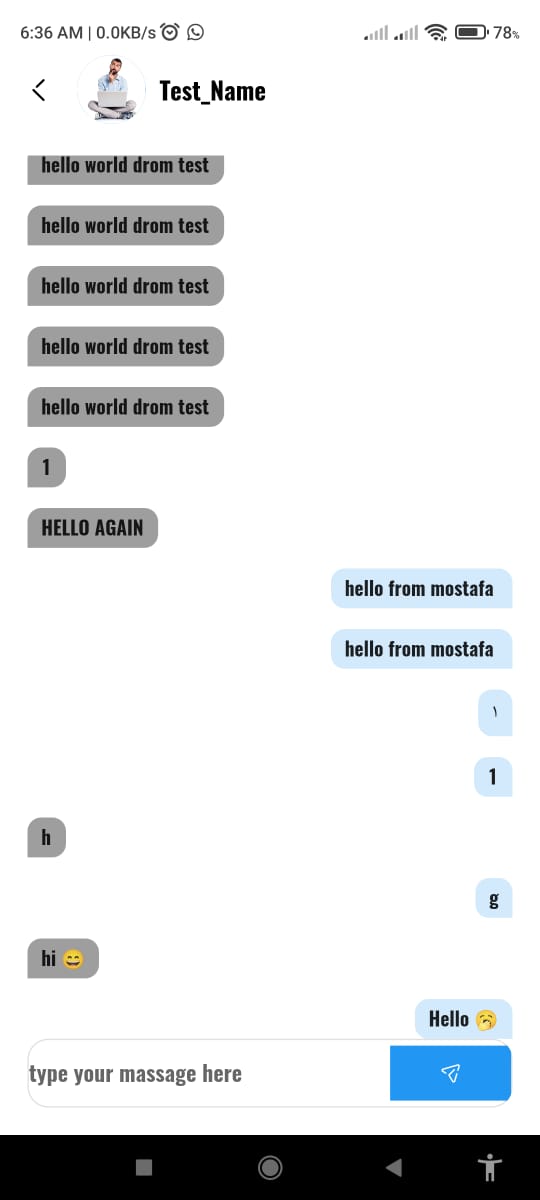 6:36 AM | 0.0KB/s
78%
Test_Name
hello world drom test
hello world drom test
hello world drom test
hello world drom test
hello world drom test
1
HELLO AGAIN
hello from mostafa
hello from mostafa
١
1
h
g
hi 😄
Hello 🥱
type your massage here